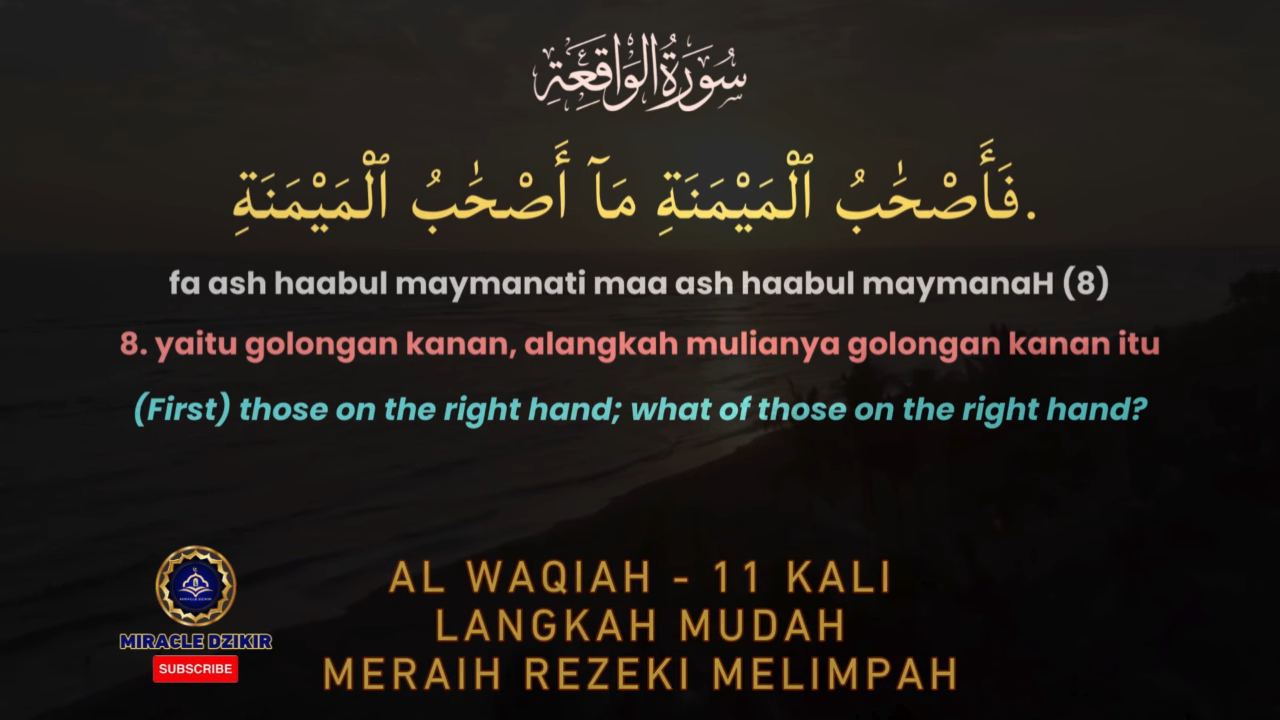 سُورَةُ الوَاقِعَةِ
فَأَصْحَٰبُ ٱلْمَيْمَنَةِ مَآ أَصْحَٰبُ ٱلْمَيْمَنَةِ.
fa ash haabul maymanati maa ash haabul maymanaH (8)
8. yaitu golongan kanan, alangkah mulianya golongan kanan itu
(First) those on the right hand; what of those on the right hand?
AL WAQIAH - 11 KALI
LANGKAH MUDAH
MERAIH REZEKI MELIMPAH
MIRACLE DZIKIR
MIRACLE DZIKIR
SUBSCRIBE